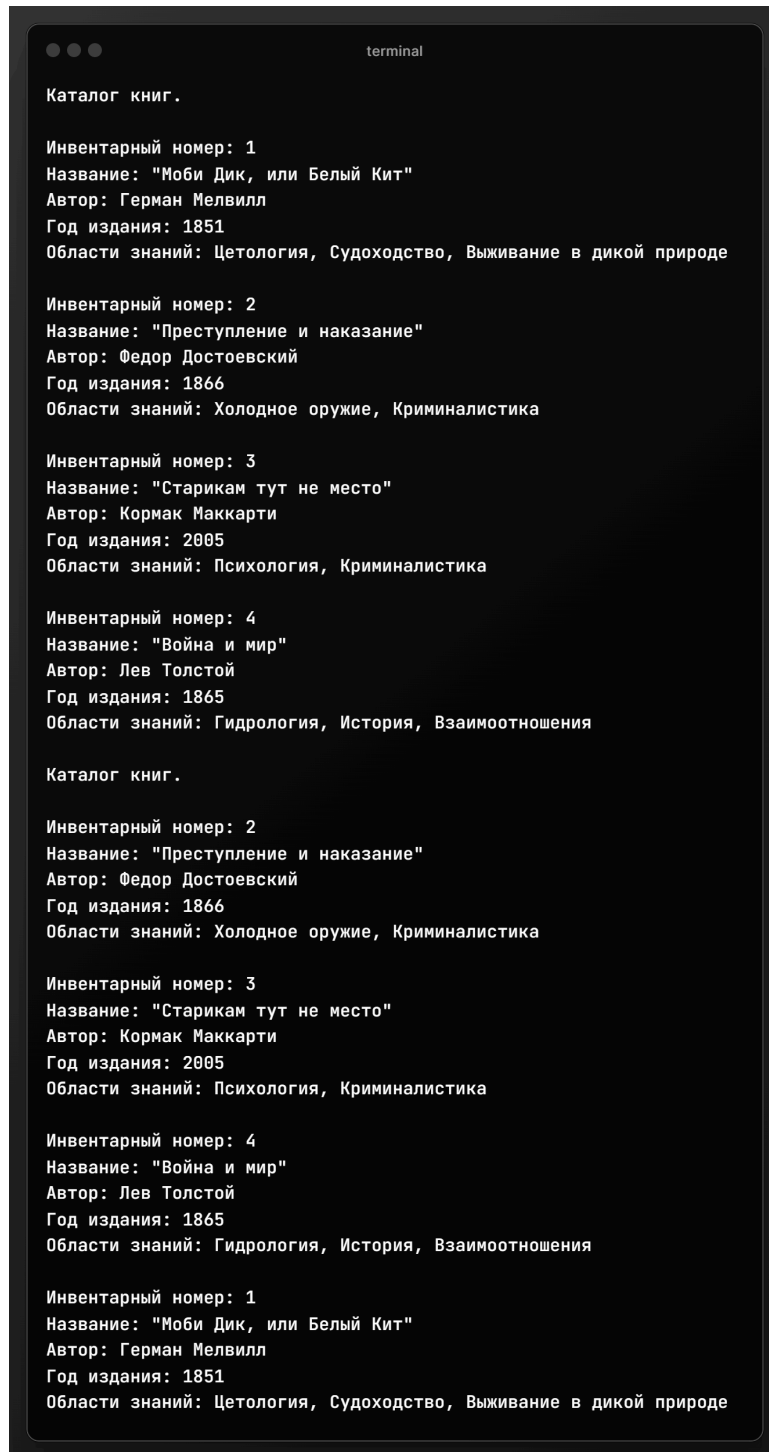 terminal
Каталог книг.
Инвентарный номер: 1
Название: "Моби Дик, или Белый Кит"
Автор: Герман Мелвилл
Год издания: 1851
Области знаний: Цетология, Судоходство, Выживание в дикой природе
Инвентарный номер: 2
Название: "Преступление и наказание"
Автор: Федор Достоевский
Год издания: 1866
Области знаний: Холодное оружие, Криминалистика
Инвентарный номер: 3
Название: "Старикам тут не место"
Автор: Кормак Маккарти
Год издания: 2005
Области знаний: Психология, Криминалистика
Инвентарный номер: 4
Название: "Война и мир"
Автор: Лев Толстой
Год издания: 1865
Области знаний: Гидрология, История, Взаимоотношения
Каталог книг.
Инвентарный номер: 2
Название: "Преступление и наказание"
Автор: Федор Достоевский
Год издания: 1866
Области знаний: Холодное оружие, Криминалистика
Инвентарный номер: 3
Название: "Старикам тут не место"
Автор: Кормак Маккарти
Год издания: 2005
Области знаний: Психология, Криминалистика
Инвентарный номер: 4
Название: "Война и мир"
Автор: Лев Толстой
Год издания: 1865
Области знаний: Гидрология, История, Взаимоотношения
Инвентарный номер: 1
Название: "Моби Дик, или Белый Кит"
Автор: Герман Мелвилл
Год издания: 1851
Области знаний: Цетология, Судоходство, Выживание в дикой природе